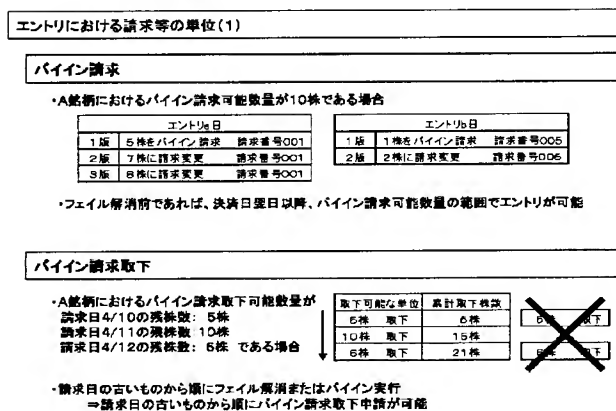 エントリにおける請求等の単位(1)
バイイン請求
・A銘柄におけるバイイン請求可能数量が10株である場合
エントリa日
1版 5株をバイイン請求 請求番号001
2版 7株に請求変更 請求番号001
3版 8株に請求変更 請求番号001
エントリb日
1版 1株をバイイン請求 請求番号005
2版 2株に請求変更 請求番号005
・フェイル解消前であれば、決済日翌日以降、バイイン請求可能数量の範囲でエントリが可能
バイイン請求取下
・A銘柄におけるバイイン請求取下可能数量が
請求日4/10の残株数: 5株
請求日4/11の残株数: 10株
請求日4/12の残株数: 6株 である場合
取下可能な単位 累計取下株数
5株 取下 5株
10株 取下 15株
6株 取下 21株
取下
取下
・請求日の古いものから順にフェイル解消またはバイイン実行
⇒請求日の古いものから順にバイイン請求取下申請が可能